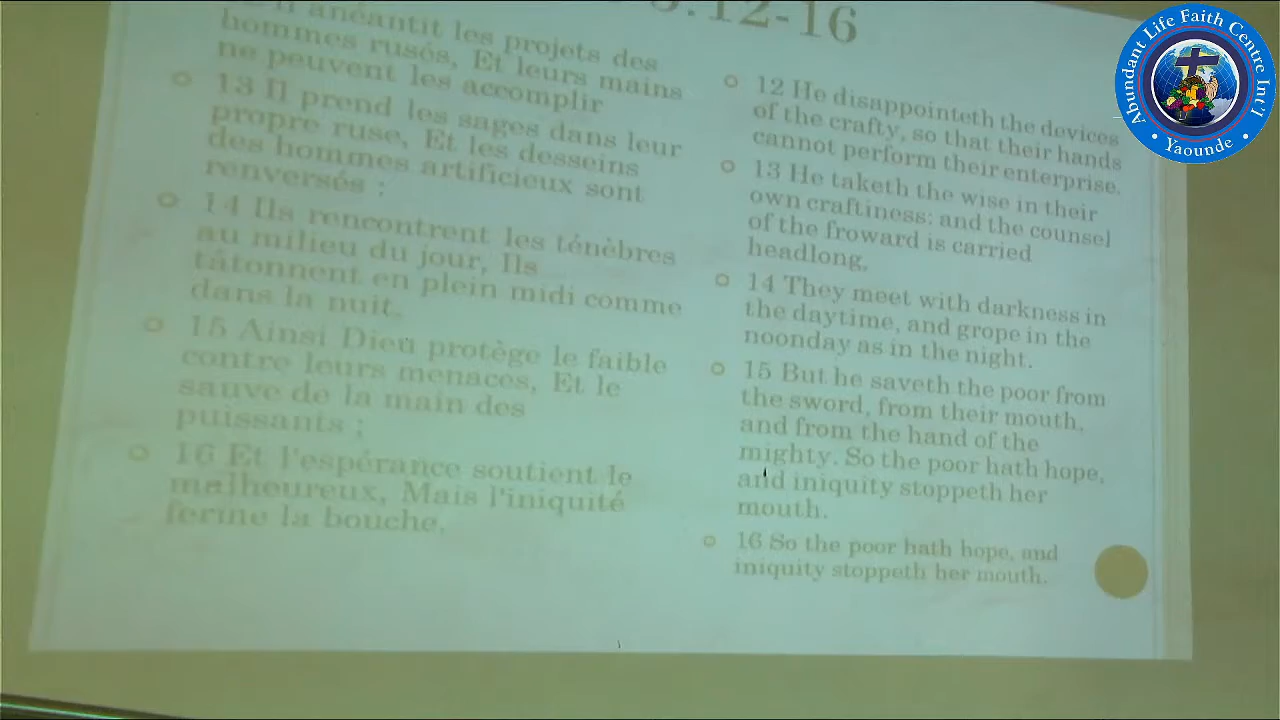 5:12-16
Il anéantit les projets des
hommes rusés, Et leurs mains
ne peuvent les accomplir
13 Il prend les sages dans leur
propre ruse, Et les desseins
des hommes artificieux sont
renversés ;
14 Ils rencontrent les ténèbres
au milieu du jour, Ils
tâtonnent en plein midi comme
dans la nuit.
15 Ainsi Dieu protège le faible
contre leurs menaces, Et le
sauve de la main des
puissants ;
16 Et l'espérance soutient le
malheureux, Mais l'iniquité
ferme la bouche.
12 He disappointeth the devices
of the crafty, so that their hands
cannot perform their enterprise.
13 He taketh the wise in their
own craftiness: and the counsel
of the froward is carried
headlong.
14 They meet with darkness in
the daytime, and grope in the
noonday as in the night.
15 But he saveth the poor from
the sword, from their mouth,
and from the hand of the
mighty. So the poor hath hope,
and iniquity stoppeth her
mouth.
16 So the poor hath hope, and
iniquity stoppeth her mouth.
Abundant Life Faith Centre Int'l
• Yaounde •